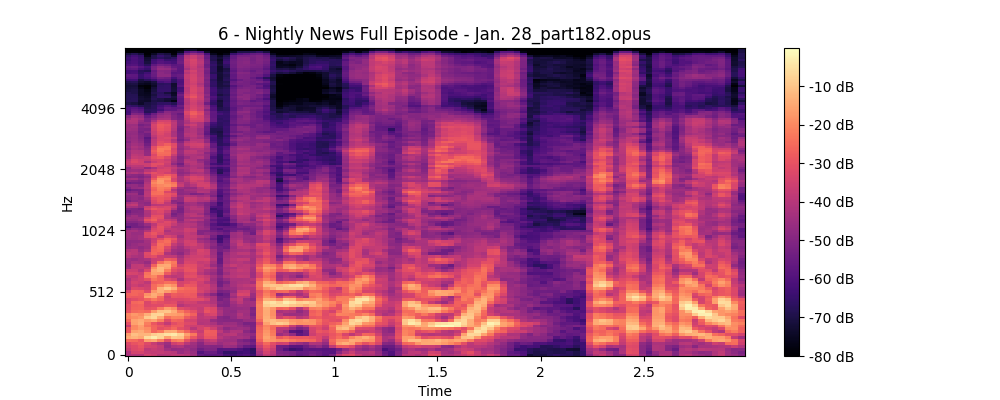 6 - Nightly News Full Episode - Jan. 28_part182.opus
Hz
4096
2048
1024
512
0
0 0.5 1 1.5 2 2.5
Time
-10 dB
-20 dB
-30 dB
-40 dB
-50 dB
-60 dB
-70 dB
-80 dB